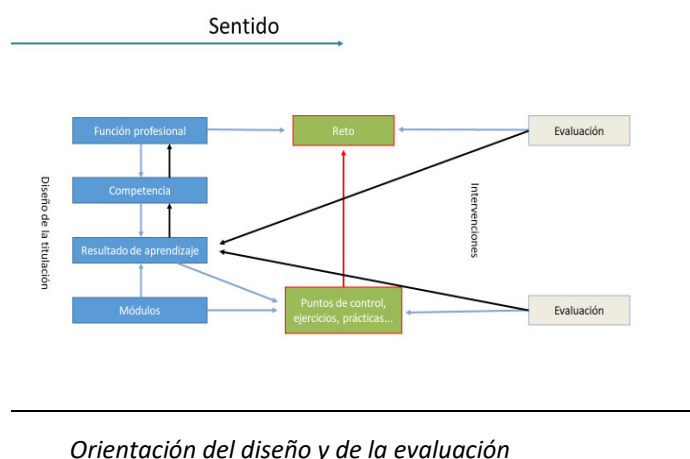 Sentido
Función profesional
Reto
Evaluación
Competencia
Diseño de la titulación
Intervenciones
Resultado de aprendizaje
Módulos
Puntos de control,
ejercicios, prácticas...
Evaluación
Orientación del diseño y de la evaluación